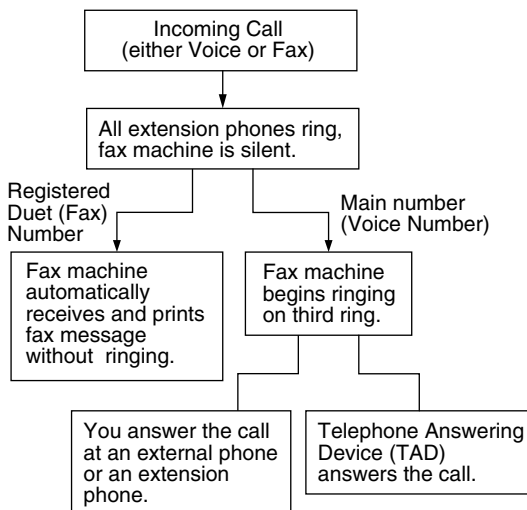 Incoming Call
(either Voice or Fax)
All extension phones ring,
fax machine is silent.
Registered
Duet (Fax)
Number
Main number
(Voice Number)
Fax machine
automatically
receives and prints
fax message
without ringing.
Fax machine
begins ringing
on third ring.
You answer the call
at an external phone
or an extension
phone.
Telephone Answering
Device (TAD)
answers the call.